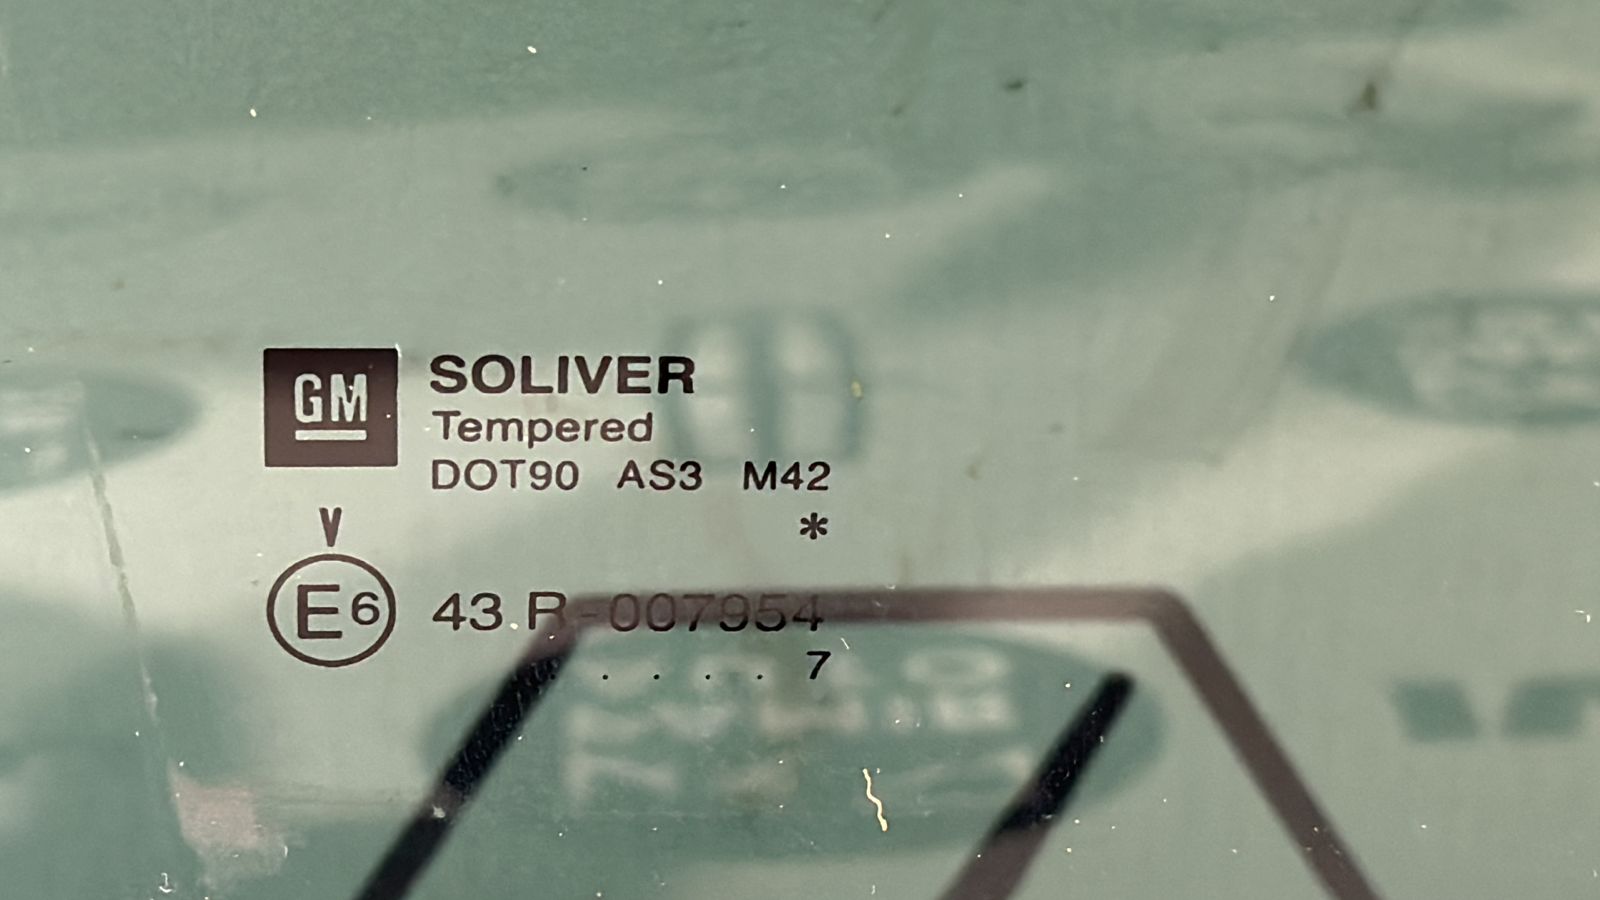 GM
SOLIVER
Tempered
DOT90 AS3 M42
V
*
E6 43 R-007954
. . . . . 7